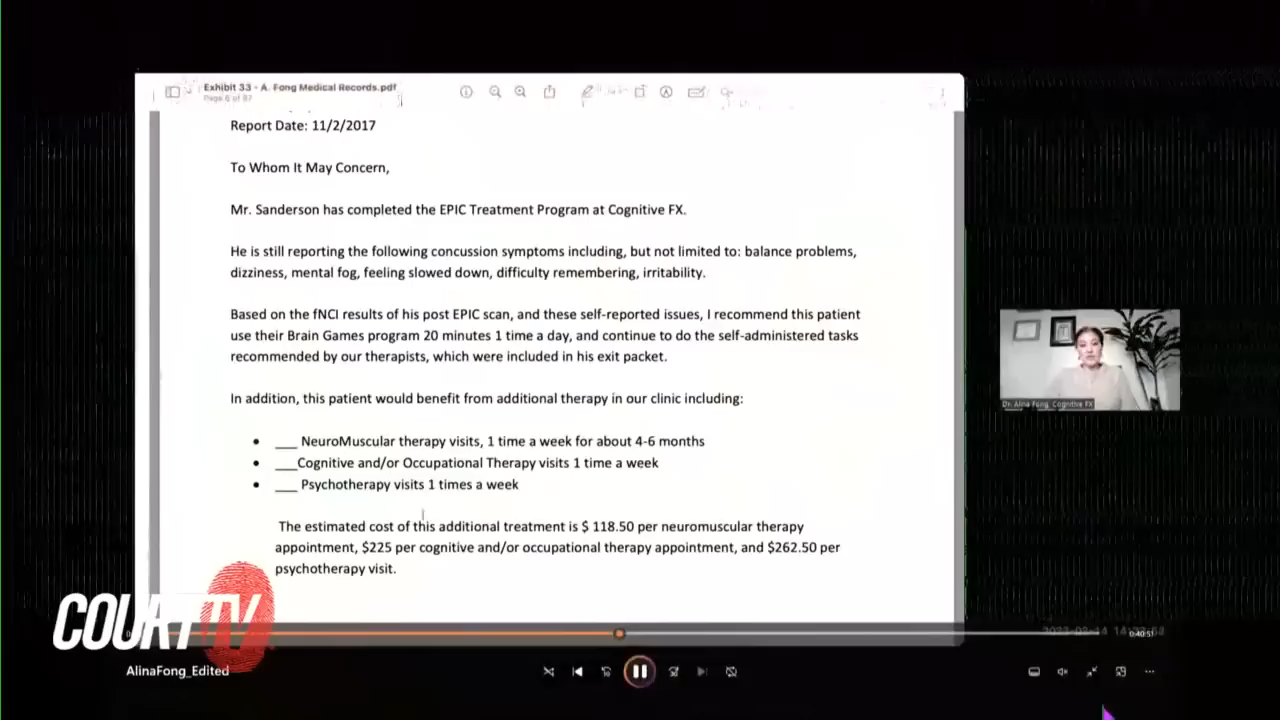 Exhibit 33 - A. Fong Medical Records.pdf
Page 6 of 87
Report Date: 11/2/2017
To Whom It May Concern,
Mr. Sanderson has completed the EPIC Treatment Program at Cognitive FX.
He is still reporting the following concussion symptoms including, but not limited to: balance problems,
dizziness, mental fog, feeling slowed down, difficulty remembering, irritability.
Based on the fNCI results of his post EPIC scan, and these self-reported issues, I recommend this patient
use their Brain Games program 20 minutes 1 time a day, and continue to do the self-administered tasks
recommended by our therapists, which were included in his exit packet.
In addition, this patient would benefit from additional therapy in our clinic including:
• ___ NeuroMuscular therapy visits, 1 time a week for about 4-6 months
• ___Cognitive and/or Occupational Therapy visits 1 time a week
• ___ Psychotherapy visits 1 times a week
The estimated cost of this additional treatment is $ 118.50 per neuromuscular therapy
appointment, $225 per cognitive and/or occupational therapy appointment, and $262.50 per
psychotherapy visit.
Dr. Alina Fong, Cognitive FX
COURT TV
0:40:51
AlinaFong_Edited